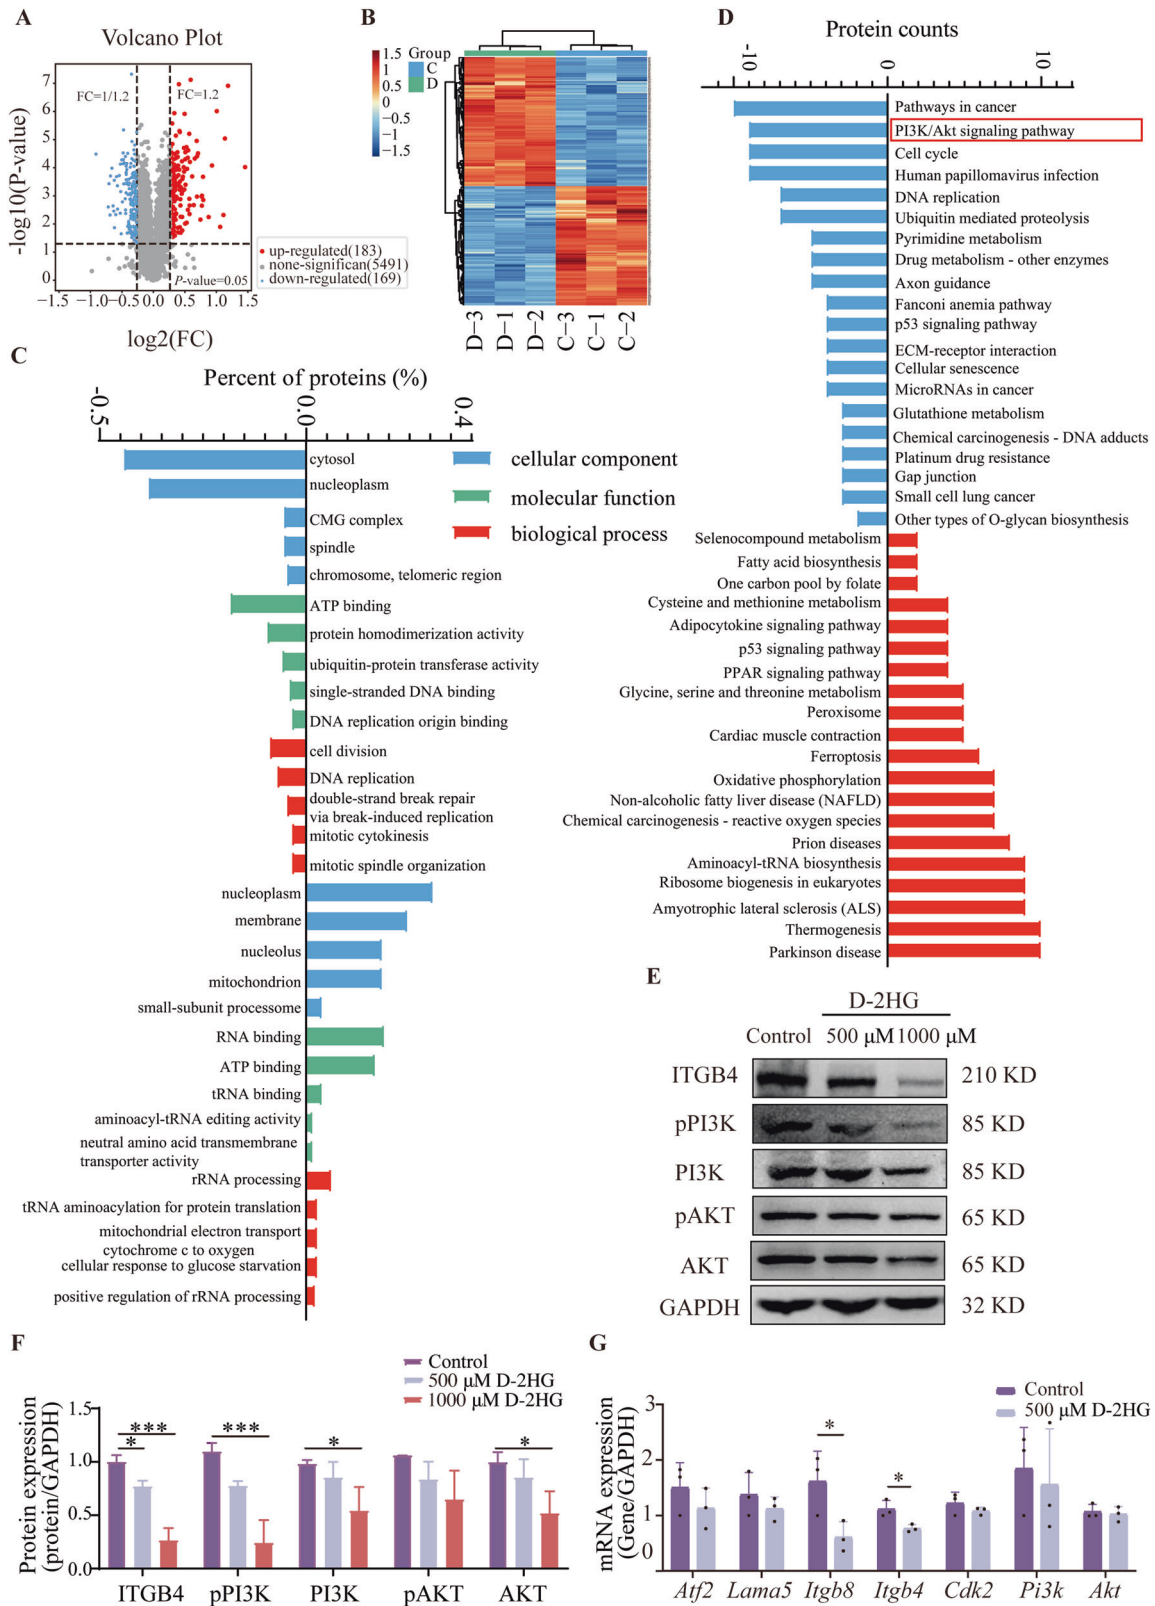 A
Volcano Plot
-log10(P-value)
7
6
5
4
3
2
1
0
FC=1/1.2
FC=1.2
P-value=0.05
−1.5
−1.0
−0.5
0.0
0.5
1.0
1.5
log2(FC)
up-regulated(183)
none-significan(5491)
down-regulated(169)
B
1.5
1
0.5
0
−0.5
−1
−1.5
Group
C
D
D−3
D−1
D−2
C−3
C−1
C−2
C
Percent of proteins (%)
-0.5
0.0
0.4
cellular component
molecular function
biological process
cytosol
nucleoplasm
CMG complex
spindle
chromosome, telomeric region
ATP binding
protein homodimerization activity
ubiquitin-protein transferase activity
single-stranded DNA binding
DNA replication origin binding
cell division
DNA replication
double-strand break repair
via break-induced replication
mitotic cytokinesis
mitotic spindle organization
nucleoplasm
membrane
nucleolus
mitochondrion
small-subunit processome
RNA binding
ATP binding
tRNA binding
aminoacyl-tRNA editing activity
neutral amino acid transmembrane
transporter activity
rRNA processing
tRNA aminoacylation for protein translation
mitochondrial electron transport
cytochrome c to oxygen
cellular response to glucose starvation
positive regulation of rRNA processing
D
Protein counts
-10
0
10
Pathways in cancer
PI3K/Akt signaling pathway
Cell cycle
Human papillomavirus infection
DNA replication
Ubiquitin mediated proteolysis
Pyrimidine metabolism
Drug metabolism - other enzymes
Axon guidance
Fanconi anemia pathway
p53 signaling pathway
ECM-receptor interaction
Cellular senescence
MicroRNAs in cancer
Glutathione metabolism
Chemical carcinogenesis - DNA adducts
Platinum drug resistance
Gap junction
Small cell lung cancer
Other types of O-glycan biosynthesis
Selenocompound metabolism
Fatty acid biosynthesis
One carbon pool by folate
Cysteine and methionine metabolism
Adipocytokine signaling pathway
p53 signaling pathway
PPAR signaling pathway
Glycine, serine and threonine metabolism
Peroxisome
Cardiac muscle contraction
Ferroptosis
Oxidative phosphorylation
Non-alcoholic fatty liver disease (NAFLD)
Chemical carcinogenesis - reactive oxygen species
Prion diseases
Aminoacyl-tRNA biosynthesis
Ribosome biogenesis in eukaryotes
Amyotrophic lateral sclerosis (ALS)
Thermogenesis
Parkinson disease
E
D-2HG
Control 500 μM 1000 μM
ITGB4 210 KD
pPI3K 85 KD
PI3K 85 KD
pAKT 65 KD
AKT 65 KD
GAPDH 32 KD
F
Control
500 μM D-2HG
1000 μM D-2HG
Protein expression
(protein/GAPDH)
1.5
1.0
0.5
0.0
***
*
***
*
*
ITGB4 pPI3K PI3K pAKT AKT
G
Control
500 μM D-2HG
mRNA expression
(Gene/GAPDH)
3
2
1
0
*
*
Atf2 Lama5 Itgb8 Itgb4 Cdk2 Pi3k Akt